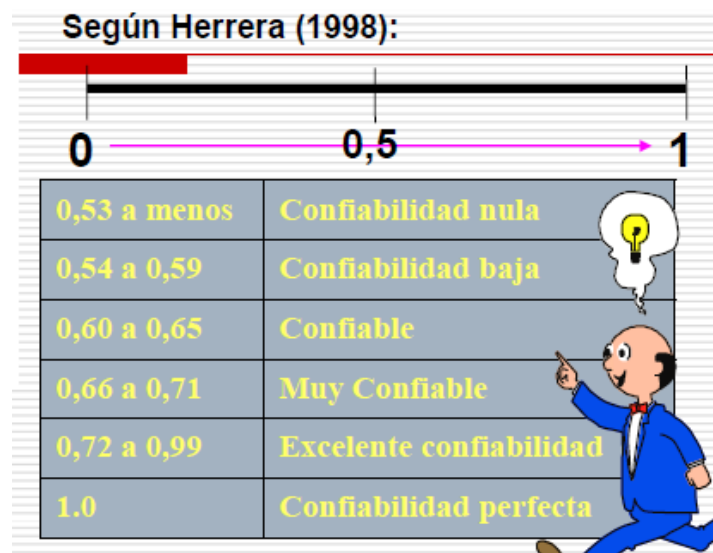 Según Herrera (1998):
0 0,5 1
0,53 a menos Confiabilidad nula
0,54 a 0,59 Confiabilidad baja
0,60 a 0,65 Confiable
0,66 a 0,71 Muy Confiable
0,72 a 0,99 Excelente confiabilidad
1.0 Confiabilidad perfecta